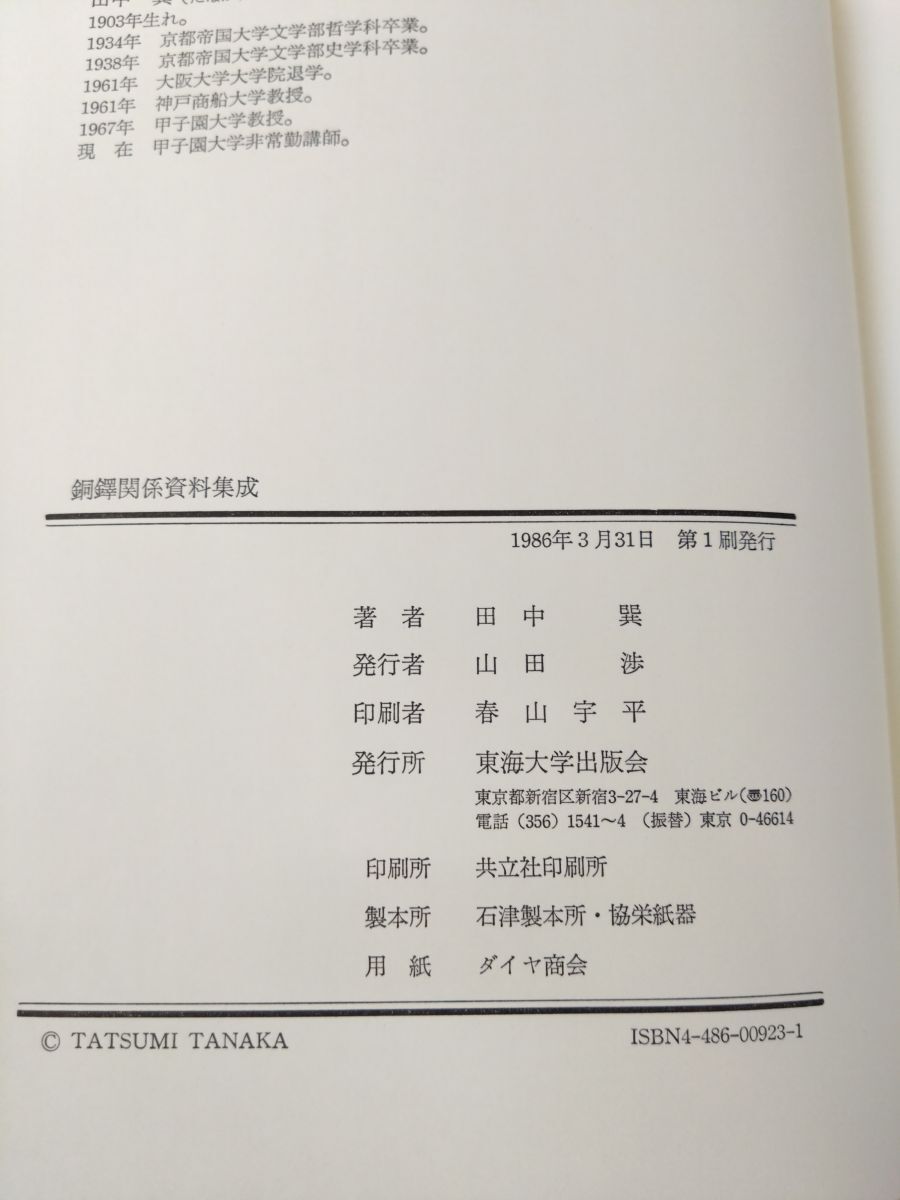 1903年生れ。
1934年 京都帝国大学文学部哲学科卒業。
1938年 京都帝国大学文学部史学科卒業。
1961年 大阪大学大学院退学。
1961年 神戸商船大学教授。
1967年 甲子園大学教授。
現 在 甲子園大学非常勤講師。
銅鐸関係資料集成
1986年3月31日 第1刷発行
著 者 田 中 巽
発行者 山 田 渉
印刷者 春 山 宇 平
発行所 東海大学出版会
東京都新宿区新宿3-27-4 東海ビル(〠160)
電話 (356) 1541〜4 (振替) 東京 0-46614
印刷所 共立社印刷所
製本所 石津製本所・協栄紙器
用 紙 ダイヤ商会
© TATSUMI TANAKA
ISBN4-486-00923-1